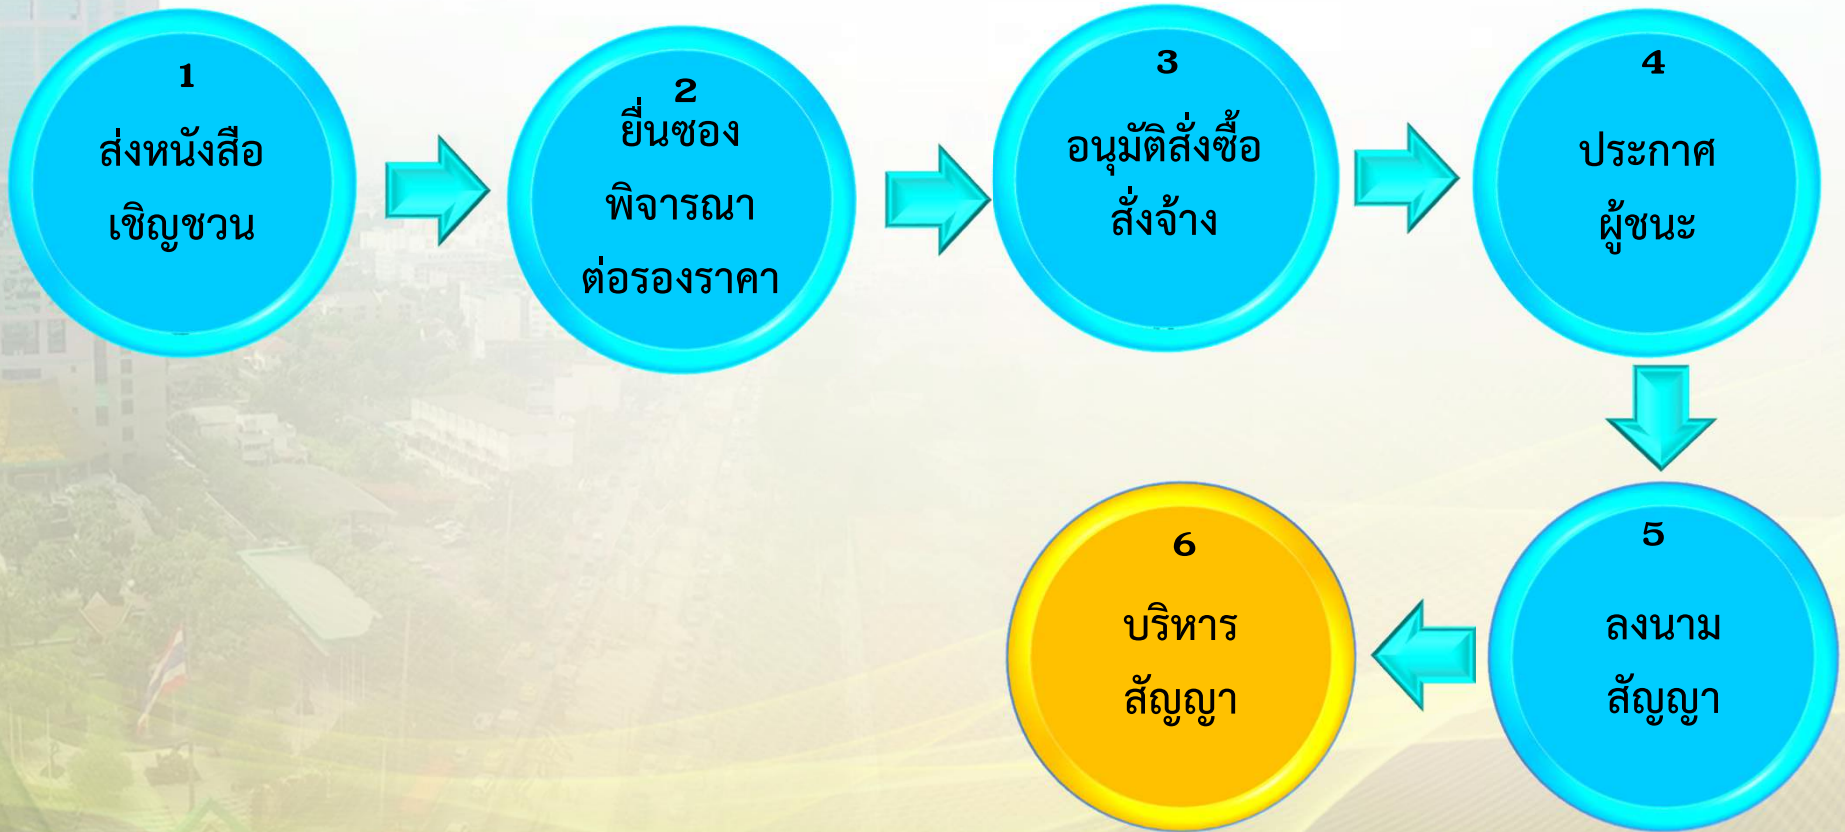 1
ส่งหนังสือ
เชิญชวน
2
ยื่นซอง
พิจารณา
ต่อรองราคา
3
อนุมัติสั่งซื้อ
สั่งจ้าง
4
ประกาศ
ผู้ชนะ
5
ลงนาม
สัญญา
6
บริหาร
สัญญา